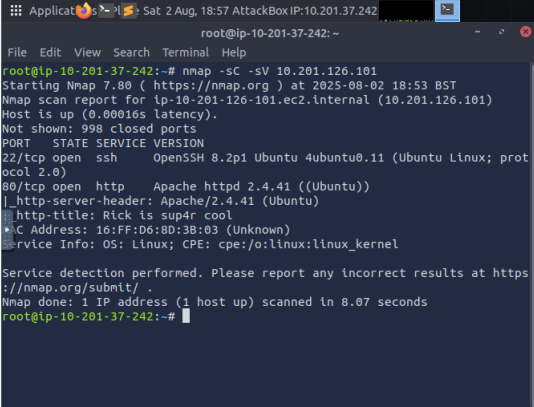 Applicat Pl e Sat 2 Aug, 18:57 AttackBox IP:10.201.37.242
root@ip-10-201-37-242: ~
File Edit View Search Terminal Help
root@ip-10-201-37-242:~# nmap -sC -sV 10.201.126.101
Starting Nmap 7.80 ( https://nmap.org ) at 2025-08-02 18:53 BST
Nmap scan report for ip-10-201-126-101.ec2.internal (10.201.126.101)
Host is up (0.00016s latency).
Not shown: 998 closed ports
PORT STATE SERVICE VERSION
22/tcp open ssh OpenSSH 8.2p1 Ubuntu 4ubuntu0.11 (Ubuntu Linux; prot
ocol 2.0)
80/tcp open http Apache httpd 2.4.41 ((Ubuntu))
|_http-server-header: Apache/2.4.41 (Ubuntu)
_http-title: Rick is sup4r cool
AC Address: 16:FF:D6:8D:3B:03 (Unknown)
ervice Info: OS: Linux; CPE: cpe:/o:linux:linux_kernel
Service detection performed. Please report any incorrect results at https
://nmap.org/submit/ .
Nmap done: 1 IP address (1 host up) scanned in 8.07 seconds
root@ip-10-201-37-242:~#